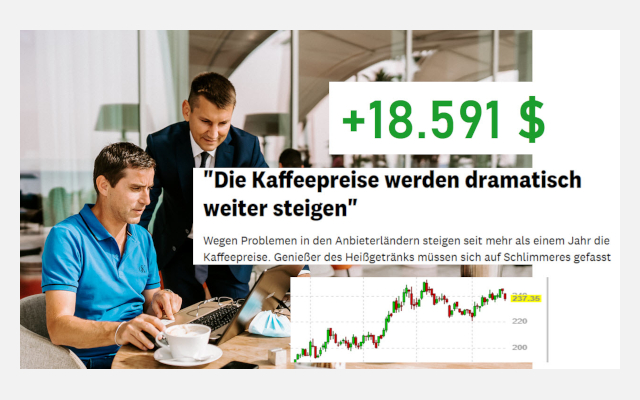 +18.591 $
"Die Kaffeepreise werden dramatisch
weiter steigen"
Wegen Problemen in den Anbieterländern steigen seit mehr als einem Jahr die
Kaffeepreise. Genießer des Heißgetränks müssen sich auf Schlimmeres gefasst
237.35
220
200